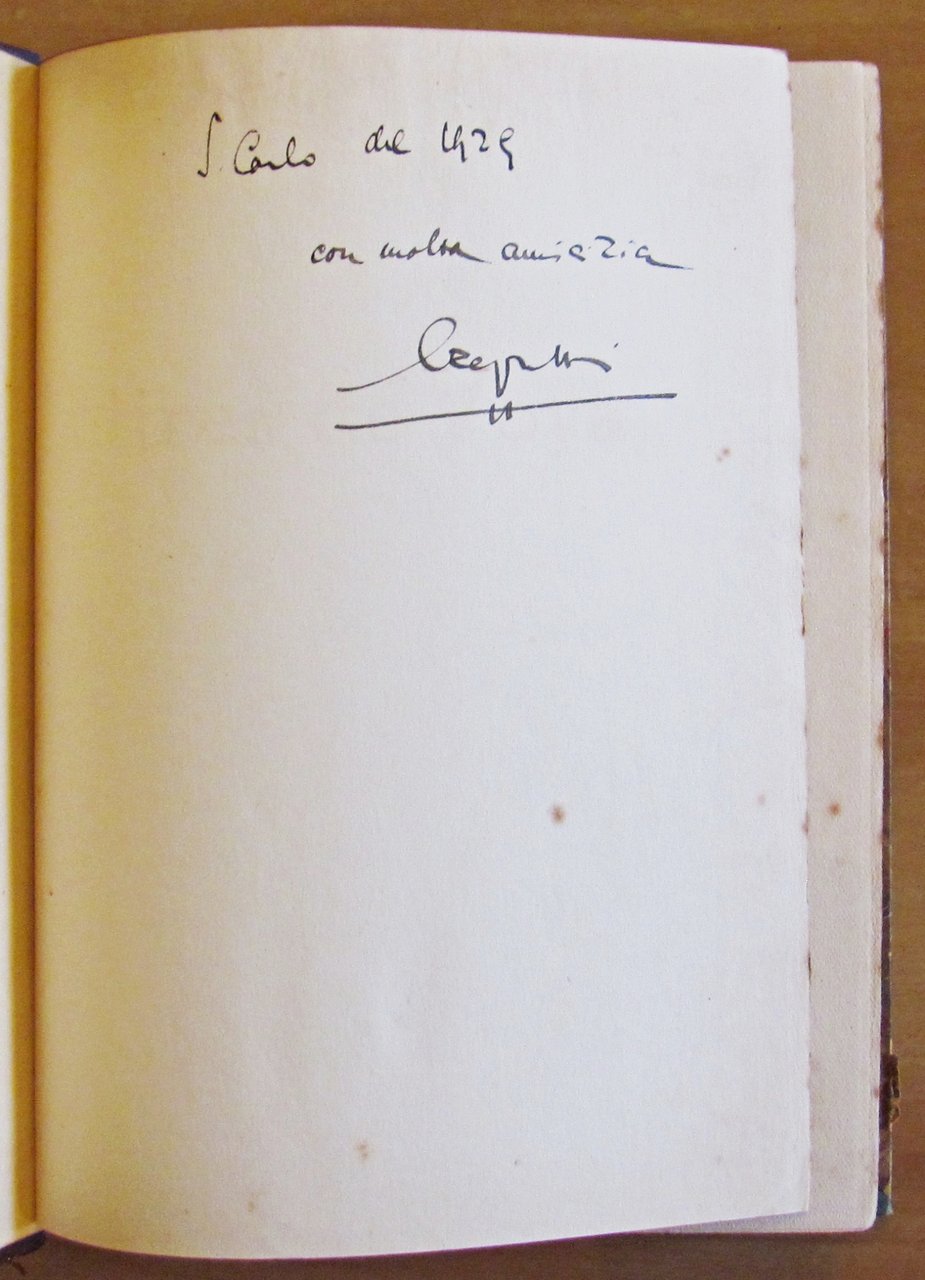 S. Carlo del 1929
con molta amicizia